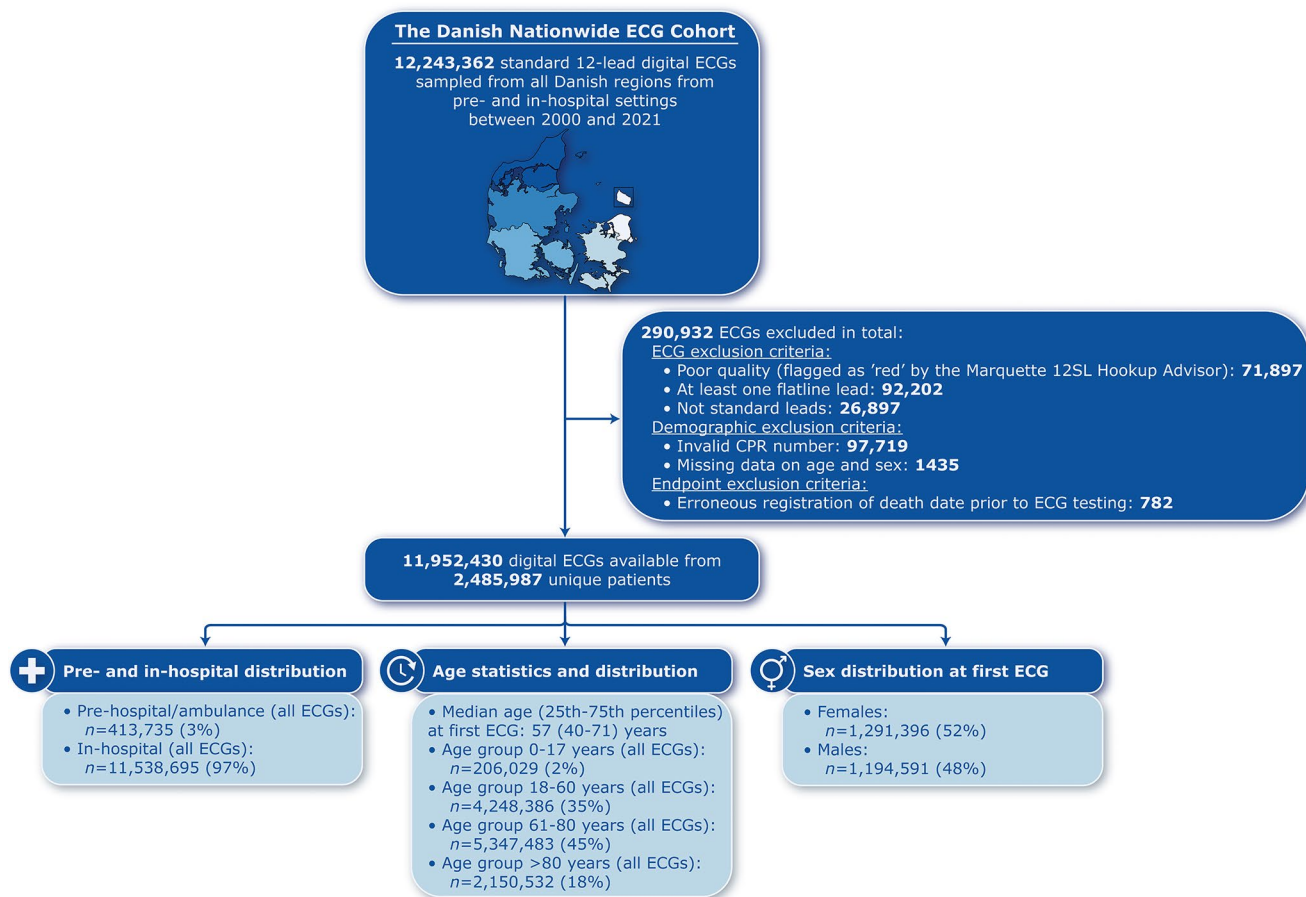 The Danish Nationwide ECG Cohort
12,243,362 standard 12-lead digital ECGs
sampled from all Danish regions from
pre- and in-hospital settings
between 2000 and 2021
290,932 ECGs excluded in total:
ECG exclusion criteria:
• Poor quality (flagged as ‘red’ by the Marquette 12SL Hookup Advisor): 71,897
• At least one flatline lead: 92,202
• Not standard leads: 26,897
Demographic exclusion criteria:
• Invalid CPR number: 97,719
• Missing data on age and sex: 1435
Endpoint exclusion criteria:
• Erroneous registration of death date prior to ECG testing: 782
11,952,430 digital ECGs available from
2,485,987 unique patients
Pre- and in-hospital distribution
• Pre-hospital/ambulance (all ECGs):
n=413,735 (3%)
• In-hospital (all ECGs):
n=11,538,695 (97%)
Age statistics and distribution
• Median age (25th-75th percentiles)
at first ECG: 57 (40-71) years
• Age group 0-17 years (all ECGs):
n=206,029 (2%)
• Age group 18-60 years (all ECGs):
n=4,248,386 (35%)
• Age group 61-80 years (all ECGs):
n=5,347,483 (45%)
• Age group >80 years (all ECGs):
n=2,150,532 (18%)
Sex distribution at first ECG
• Females:
n=1,291,396 (52%)
• Males:
n=1,194,591 (48%)